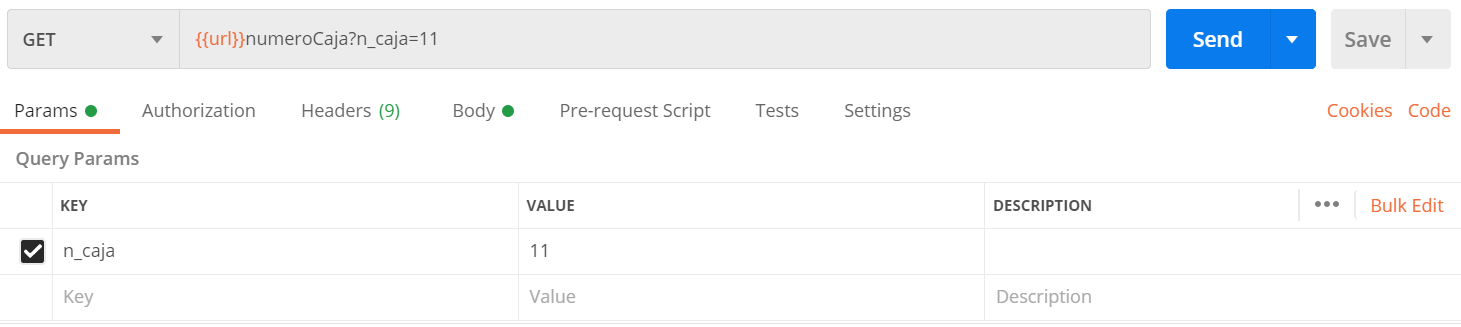 GET {{url}}numeroCaja?n_caja=11 Send Save
Params Authorization Headers (9) Body Pre-request Script Tests Settings Cookies Code
Query Params
KEY VALUE DESCRIPTION ••• Bulk Edit
n_caja 11
Key Value Description